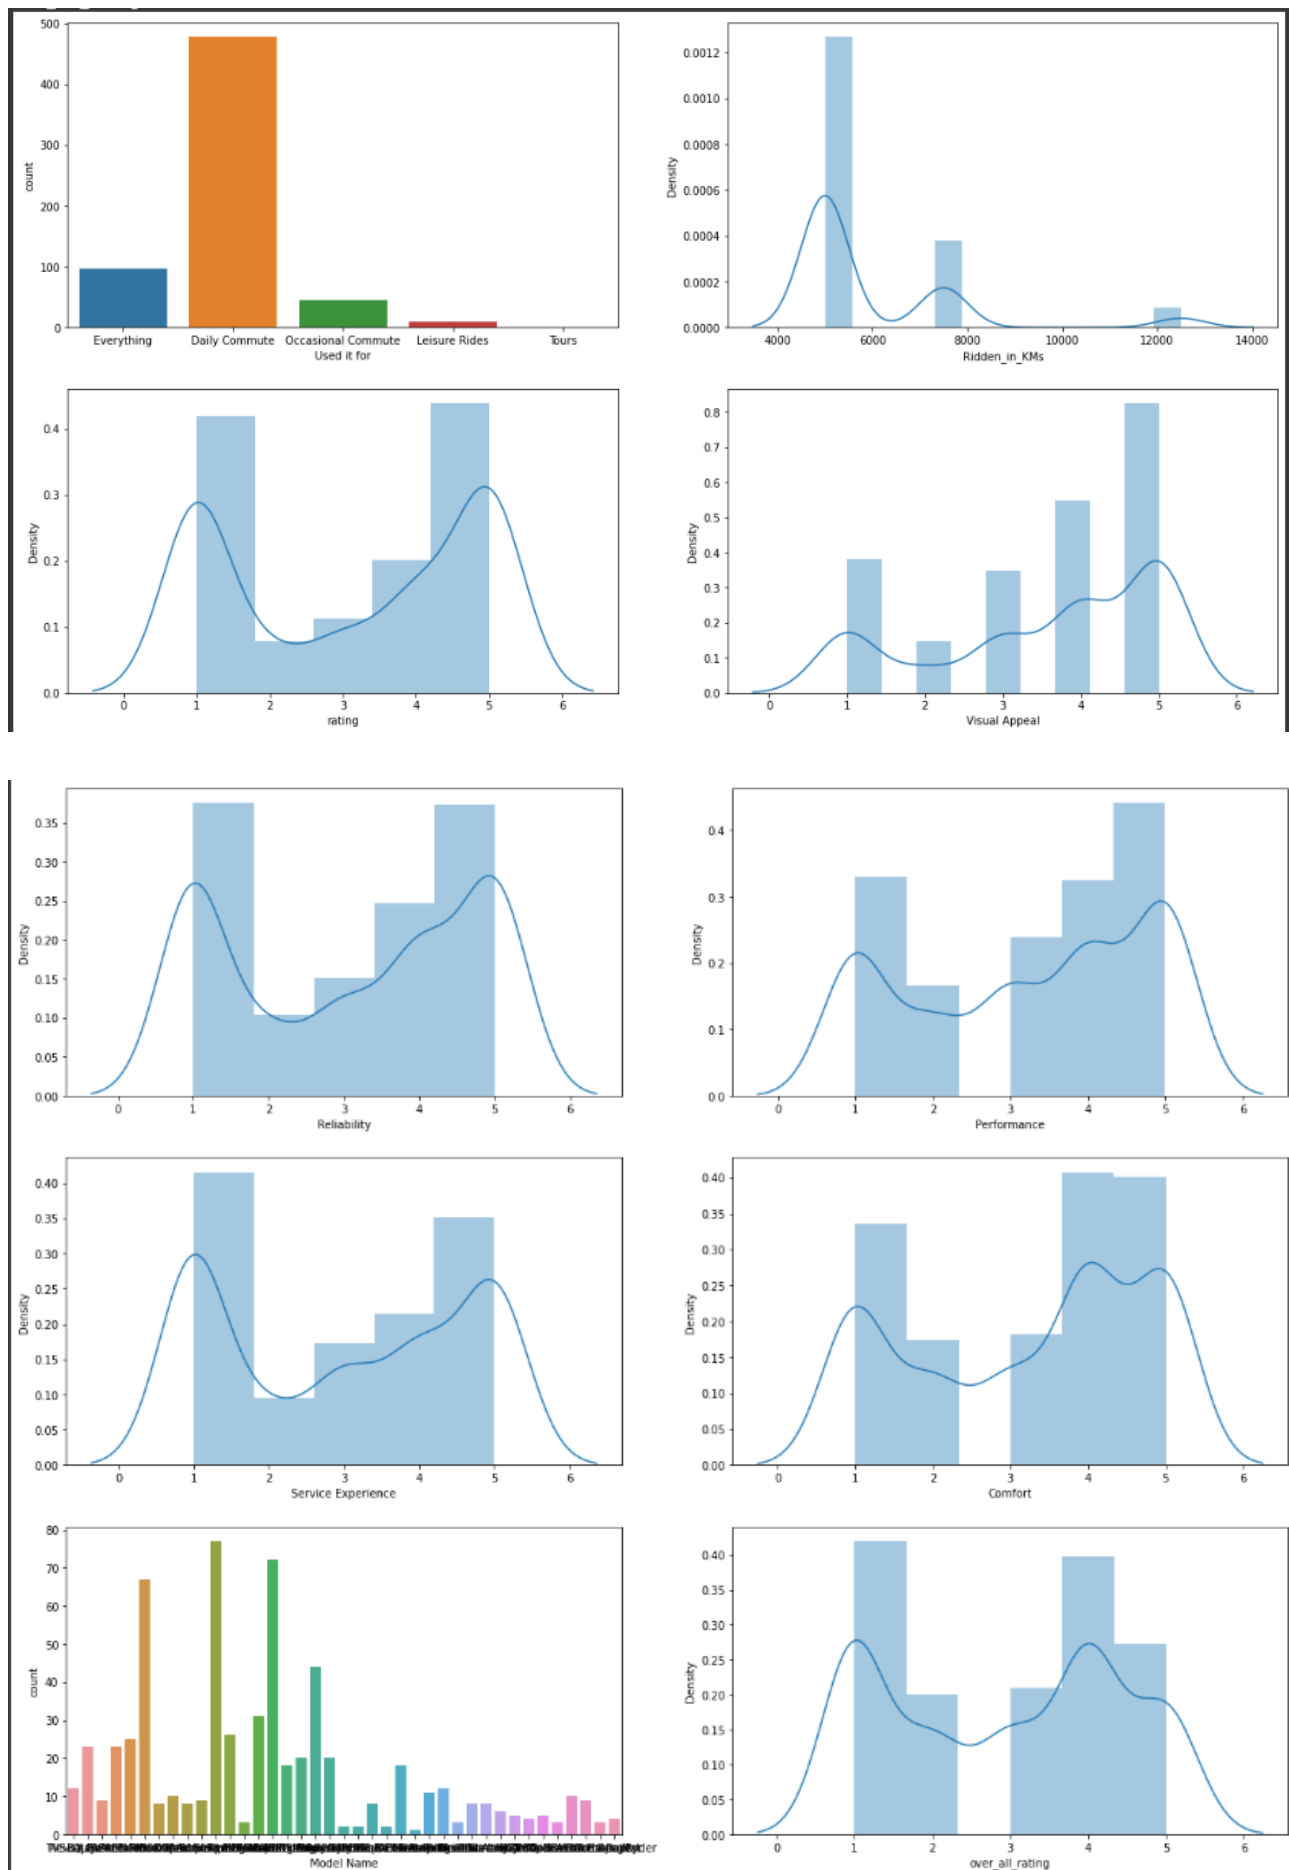 500
400
300
200
100
0
count
Everything Daily Commute Occasional Commute Leisure Rides Tours
Used it for
0.0012
0.0010
0.0008
0.0006
0.0004
0.0002
0.0000
Density
4000 6000 8000 10000 12000 14000
Ridden_in_KMs
0.4
0.3
0.2
0.1
0.0
Density
0 1 2 3 4 5 6
rating
0.8
0.7
0.6
0.5
0.4
0.3
0.2
0.1
0.0
Density
0 1 2 3 4 5 6
Visual Appeal
0.35
0.30
0.25
0.20
0.15
0.10
0.05
0.00
Density
0 1 2 3 4 5 6
Reliability
0.4
0.3
0.2
0.1
0.0
Density
0 1 2 3 4 5 6
Performance
0.40
0.35
0.30
0.25
0.20
0.15
0.10
0.05
0.00
Density
0 1 2 3 4 5 6
Service Experience
0.40
0.35
0.30
0.25
0.20
0.15
0.10
0.05
0.00
Density
0 1 2 3 4 5 6
Comfort
80
70
60
50
40
30
20
10
0
count
Model Name
0.40
0.35
0.30
0.25
0.20
0.15
0.10
0.05
0.00
Density
0 1 2 3 4 5 6
over_all_rating